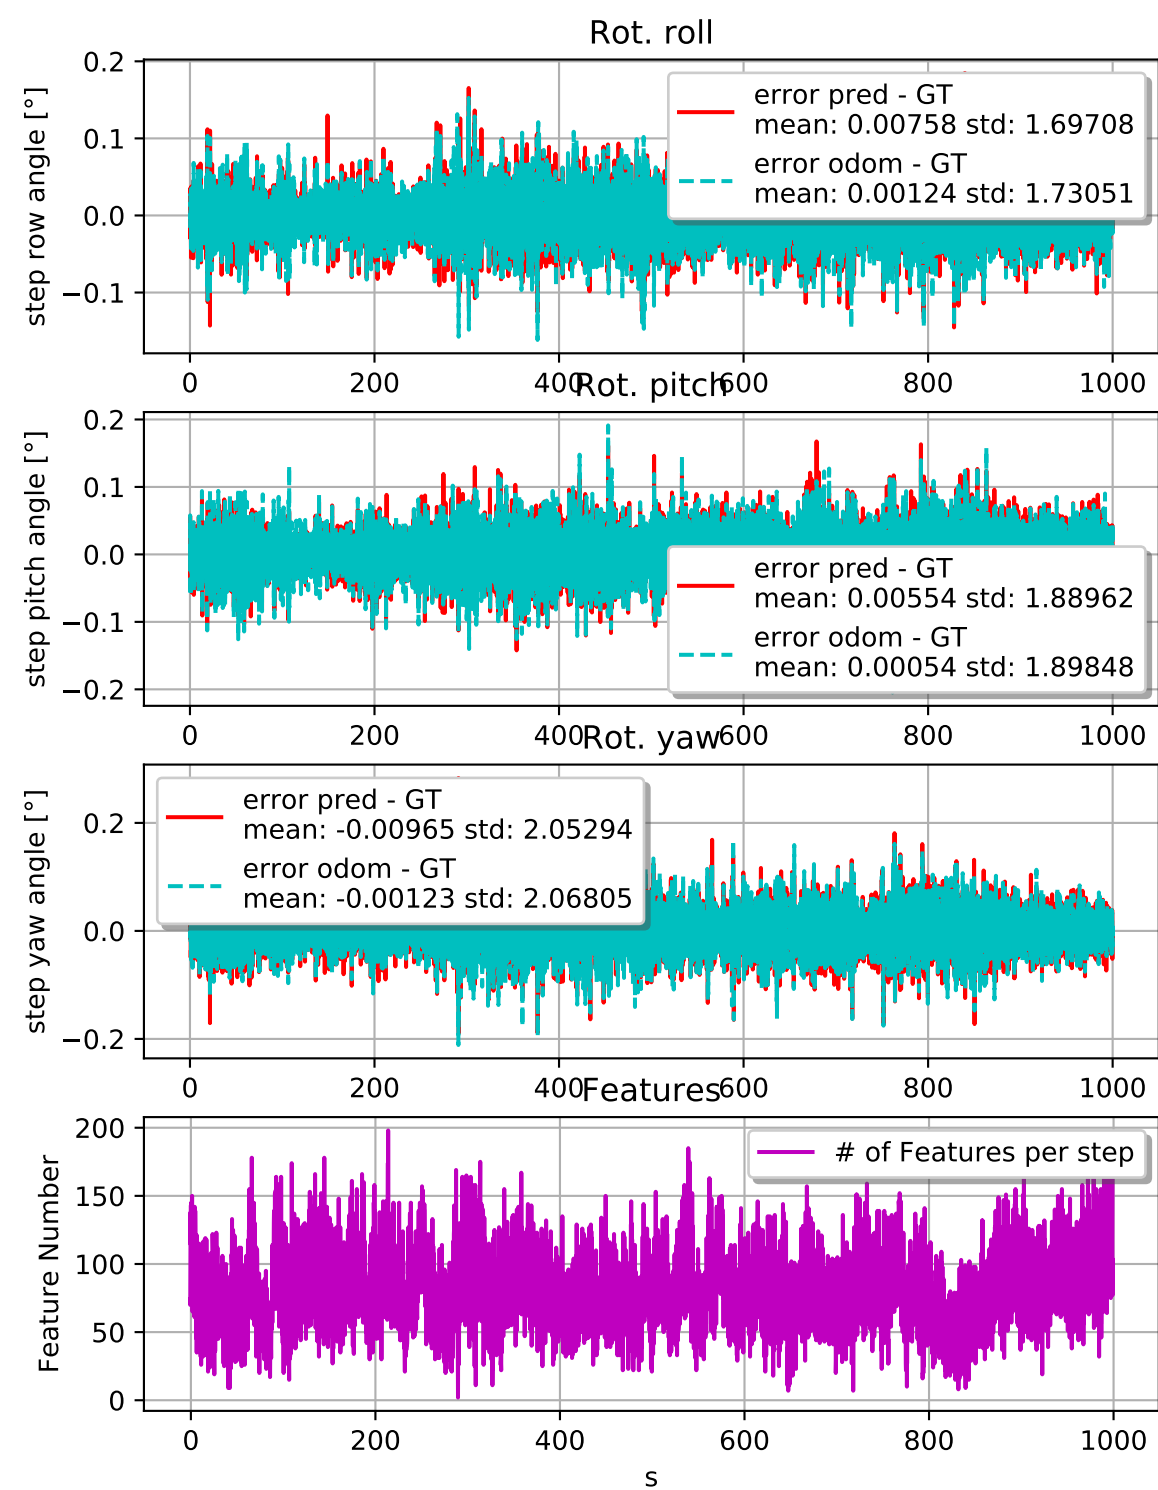 Rot. roll
step row angle [°]
0.2
0.1
0.0
−0.1
error pred - GT
mean: 0.00758 std: 1.69708
error odom - GT
mean: 0.00124 std: 1.73051
0 200 400 600 800 1000
Rot. pitch
step pitch angle [°]
0.2
0.1
0.0
−0.1
−0.2
error pred - GT
mean: 0.00554 std: 1.88962
error odom - GT
mean: 0.00054 std: 1.89848
0 200 400 600 800 1000
Rot. yaw
step yaw angle [°]
0.2
0.0
−0.2
error pred - GT
mean: -0.00965 std: 2.05294
error odom - GT
mean: -0.00123 std: 2.06805
0 200 400 600 800 1000
Features
Feature Number
200
150
100
50
0
# of Features per step
0 200 400 600 800 1000
s